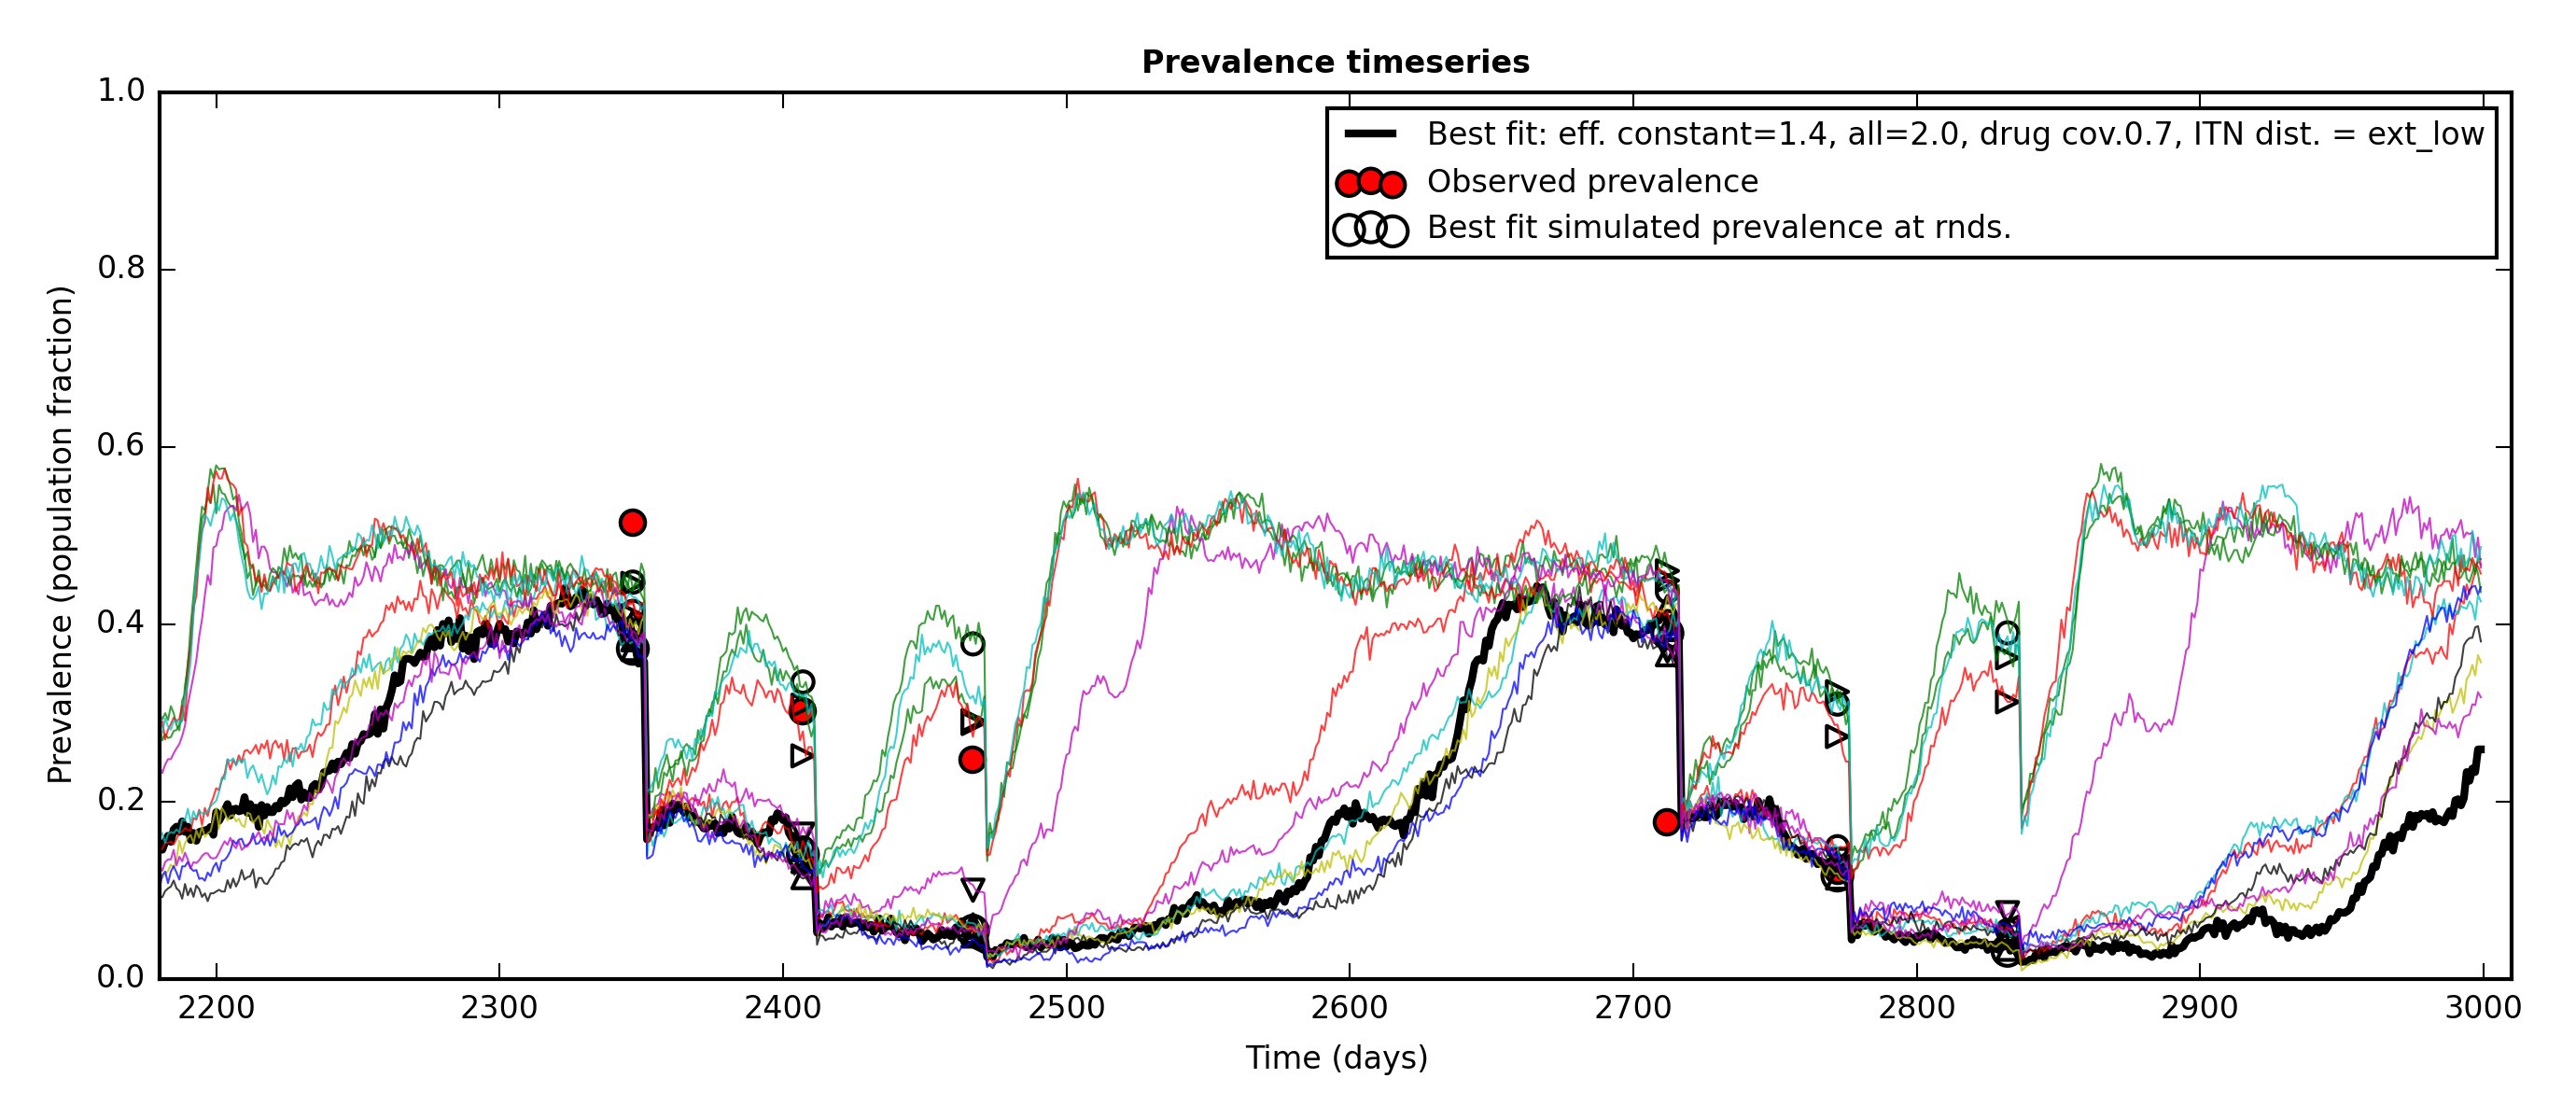 Prevalence timeseries
1.0
0.8
0.6
0.4
0.2
0.0
Prevalence (population fraction)
Best fit: eff. constant=1.4, all=2.0, drug cov.0.7, ITN dist. = ext_low
Observed prevalence
Best fit simulated prevalence at rnds.
2200 2300 2400 2500 2600 2700 2800 2900 3000
Time (days)